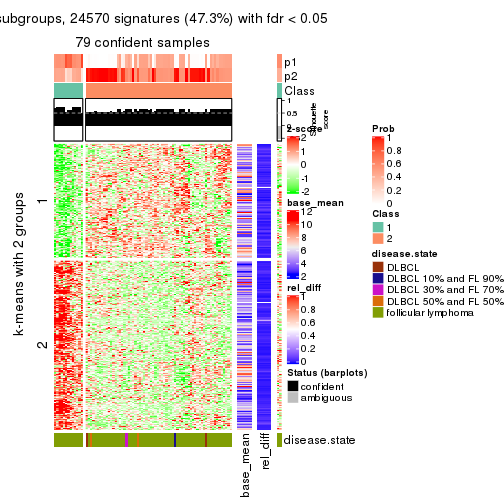 subgroups, 24570 signatures (47.3%) with fdr < 0.05
79 confident samples
p1
p2
Class
1
0.5
0
Silhouette
score
k-means with 2 groups
1
2
base_mean
rel_diff
disease.state
z-score
2
1
0
-1
-2
base_mean
12
10
8
6
4
2
rel_diff
1
0.8
0.6
0.4
0.2
0
Status (barplots)
confident
ambiguous
Prob
1
0.8
0.6
0.4
0.2
0
Class
1
2
disease.state
DLBCL
DLBCL 10% and FL 90%
DLBCL 30% and FL 70%
DLBCL 50% and FL 50%
follicular lymphoma